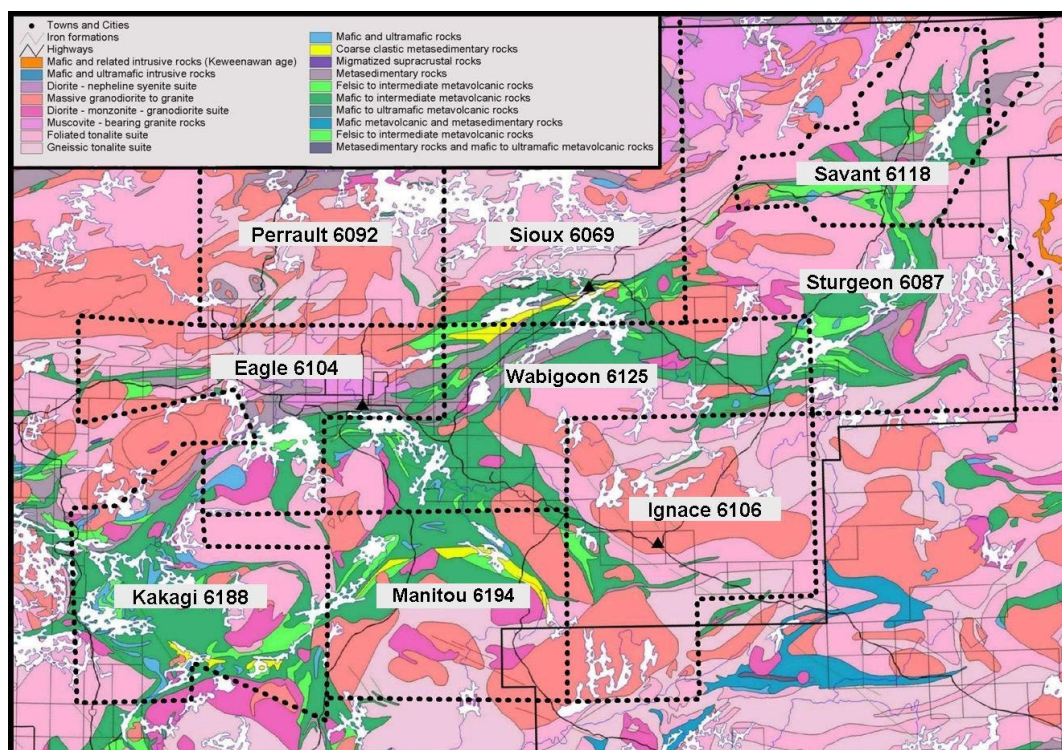 Towns and Cities
Iron formations
Highways
Mafic and related intrusive rocks (Keweenawan age)
Mafic and ultramafic intrusive rocks
Diorite - nepheline syenite suite
Massive granodiorite to granite
Diorite - monzonite - granodiorite suite
Muscovite - bearing granite rocks
Foliated tonalite suite
Gneissic tonalite suite
Mafic and ultramafic rocks
Coarse clastic metasedimentary rocks
Migmatized supracrustal rocks
Metasedimentary rocks
Felsic to intermediate metavolcanic rocks
Mafic to intermediate metavolcanic rocks
Mafic to ultramafic metavolcanic rocks
Mafic metavolcanic and metasedimentary rocks
Felsic to intermediate metavolcanic rocks
Metasedimentary rocks and mafic to ultramafic metavolcanic rocks
Savant 6118
Perrault 6092
Sioux 6069
Sturgeon 6087
Eagle 6104
Wabigoon 6125
Ignace 6106
Kakagi 6188
Manitou 6194